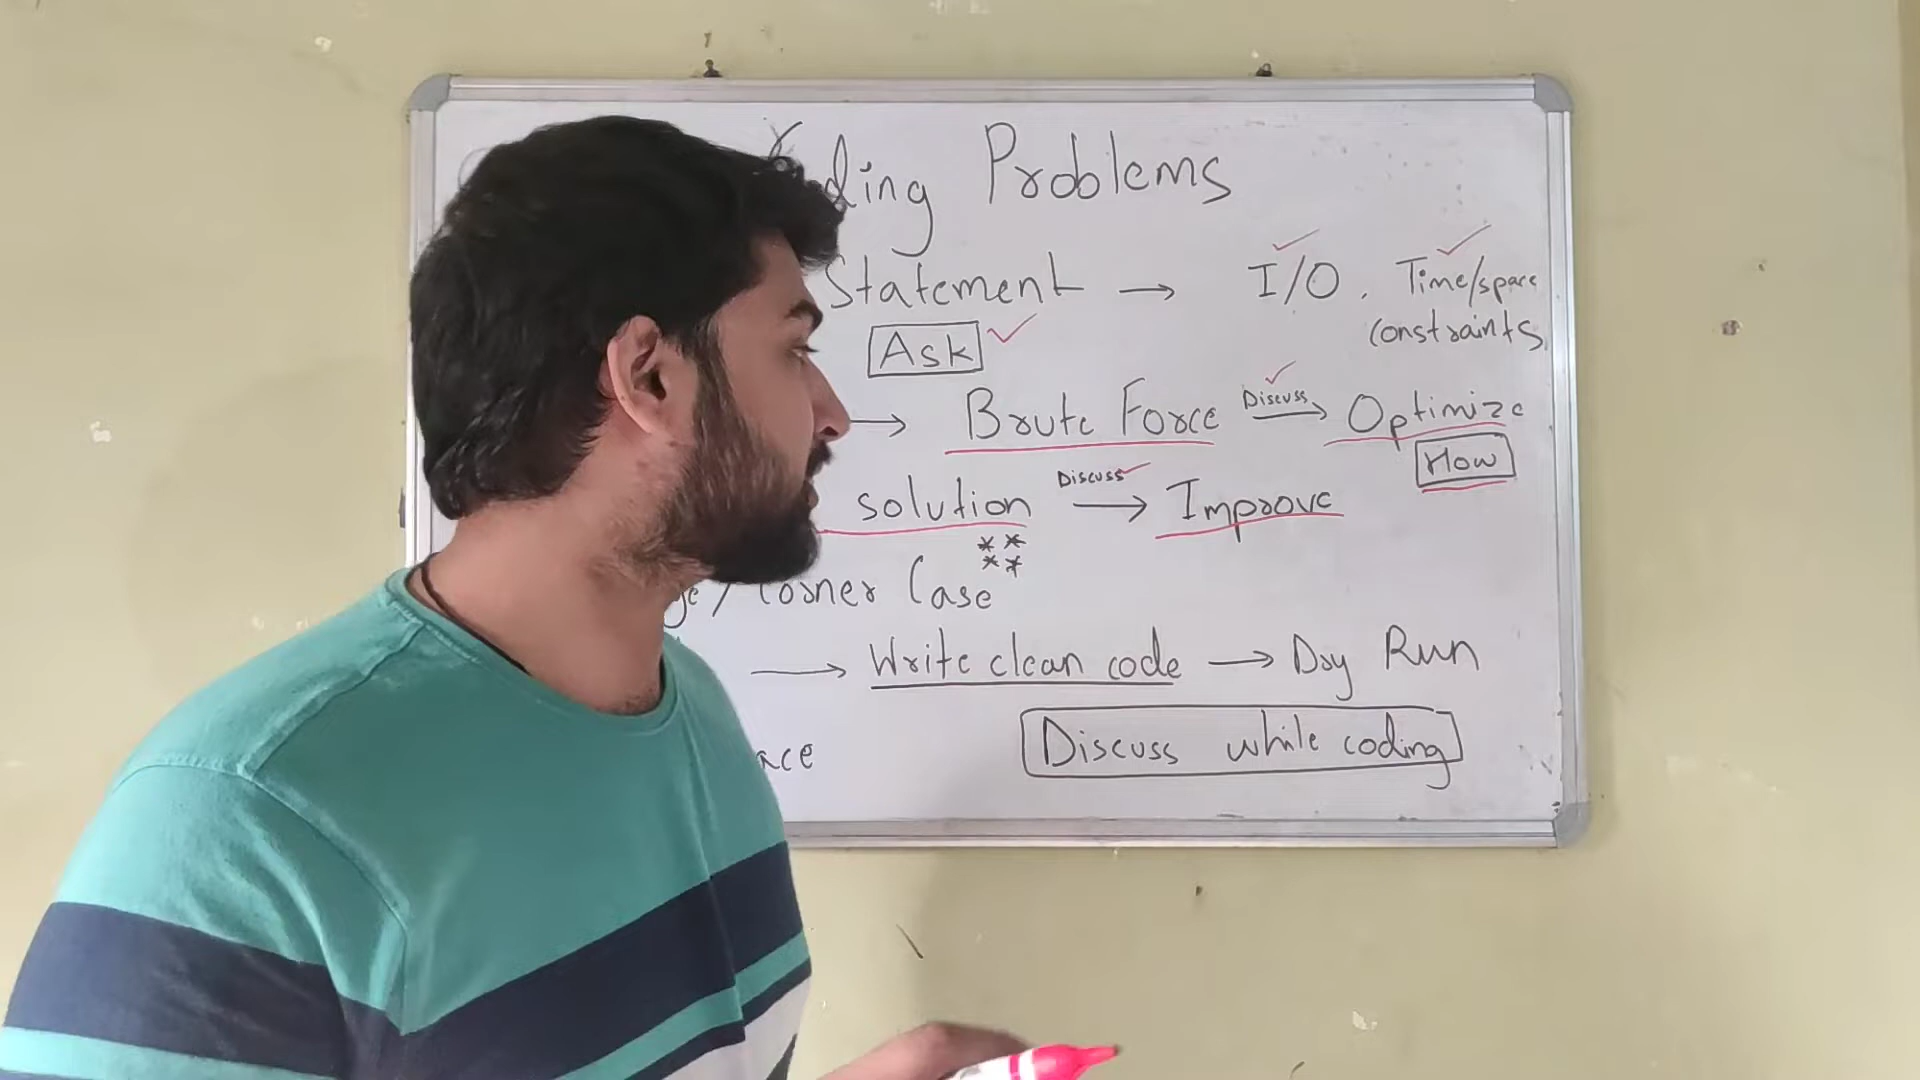 ding Problems
Statement → I/O, Time/space
constraints
Ask
→ Brute Force Discuss → Optimize
How
solution Discuss → Improve
ge / Corner Case
→ Write clean code → Dry Run
ace Discuss while coding